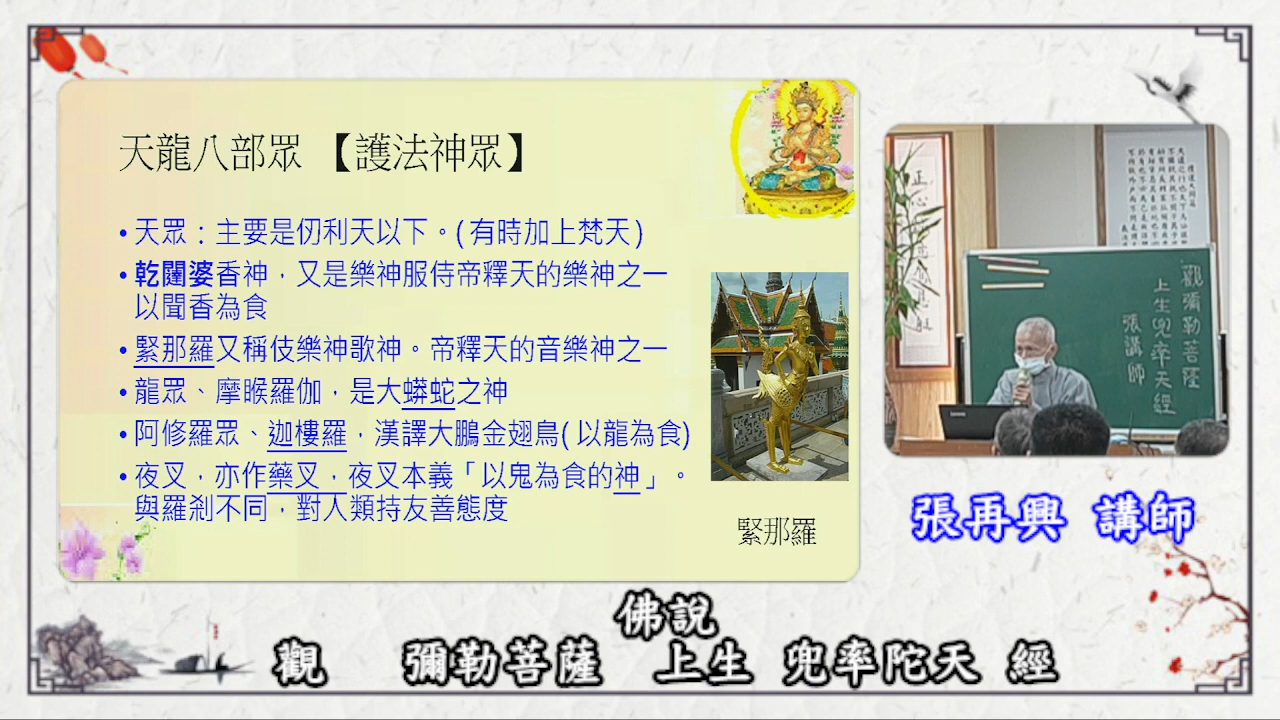 天龍八部眾 【護法神眾】
•天眾：主要是仞利天以下。(有時加上梵天)
•乾闥婆香神，又是樂神服侍帝釋天的樂神之一
以聞香為食
•緊那羅又稱伎樂神歌神。帝釋天的音樂神之一
•龍眾、摩睺羅伽，是大蟒蛇之神
•阿修羅眾、迦樓羅，漢譯大鵬金翅鳥(以龍為食)
•夜叉，亦作藥叉，夜叉本義「以鬼為食的神」。
與羅剎不同，對人類持友善態度
緊那羅
觀彌勒菩薩
上生兜率天經
張講師
張再興 講師
佛說
觀 彌勒菩薩 上生 兜率陀天 經